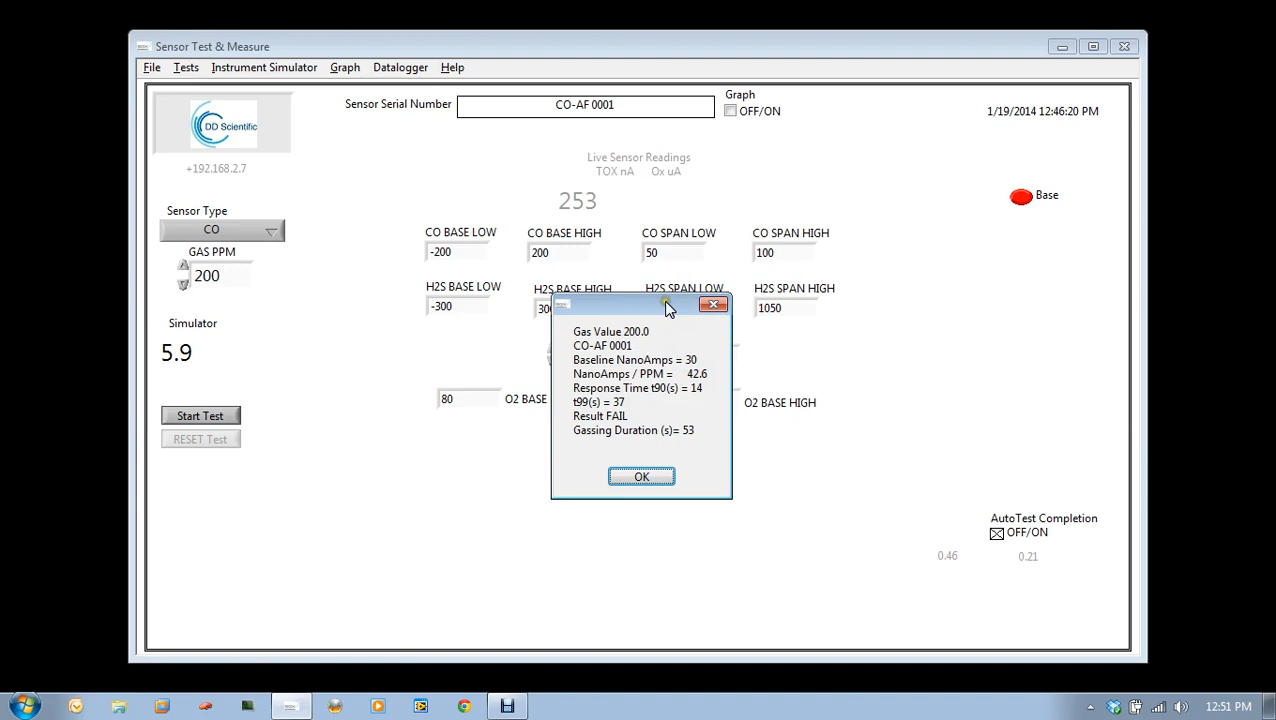 Sensor Test & Measure
File Tests Instrument Simulator Graph Datalogger Help
DD Scientific
+192.168.2.7
Sensor Serial Number CO-AF 0001
Graph
OFF/ON
1/19/2014 12:46:20 PM
Live Sensor Readings
TOX nA Ox uA
253
Base
Sensor Type
CO
GAS PPM
200
CO BASE LOW CO BASE HIGH CO SPAN LOW CO SPAN HIGH
-200 200 50 100
H2S BASE LOW H2S BASE HIGH H2S SPAN LOW H2S SPAN HIGH
-300 1050
Simulator
5.9
80 O2 BASE O2 BASE HIGH
Start Test
RESET Test
Gas Value 200.0
CO-AF 0001
Baseline NanoAmps = 30
NanoAmps / PPM = 42.6
Response Time t90(s) = 14
t99(s) = 37
Result FAIL
Gassing Duration (s)= 53
OK
AutoTest Completion
OFF/ON
0.46 0.21
12:51 PM